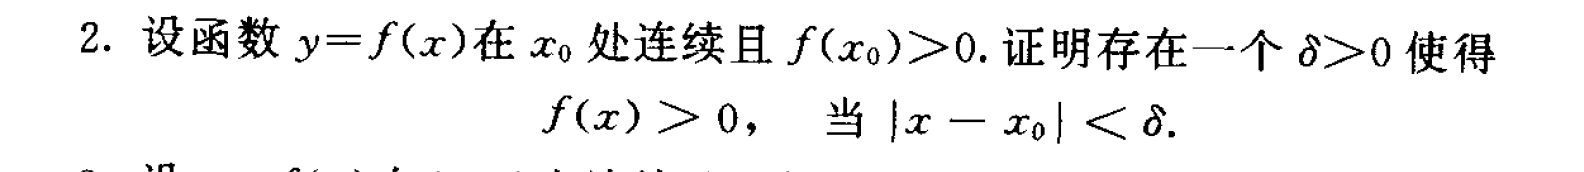 2. 设函数 y=f(x)在 x₀ 处连续且 f(x₀)>0. 证明存在一个 δ>0 使得
f(x) > 0, 当 |x − x₀| < δ.